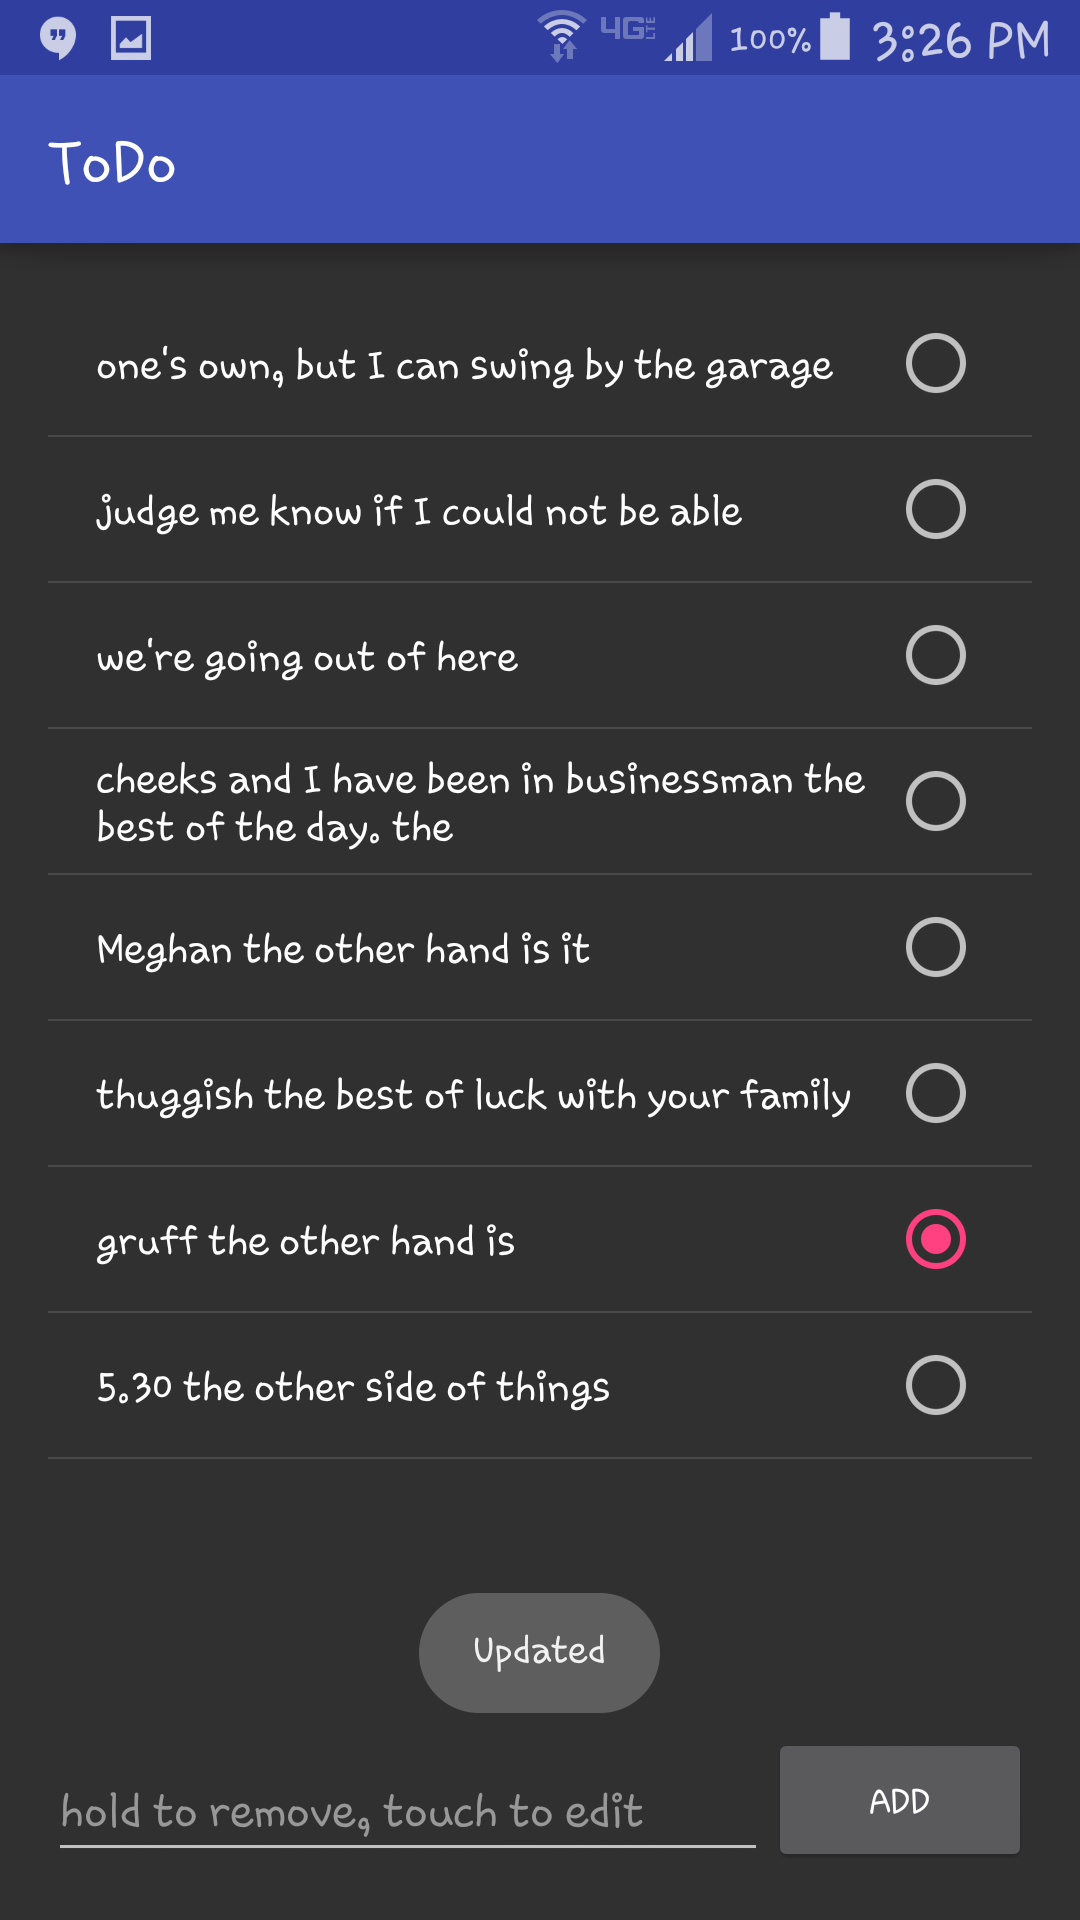 4G LTE 100% 3:26 PM
ToDo
one's own, but I can swing by the garage
judge me know if I could not be able
we're going out of here
cheeks and I have been in businessman the
best of the day. the
Meghan the other hand is it
thuggish the best of luck with your family
gruff the other hand is
5.30 the other side of things
Updated
hold to remove, touch to edit
ADD